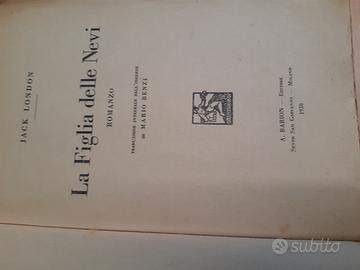 JACK LONDON
La Figlia delle Nevi
ROMANZO
TRADUZIONE INTEGRALE DALL'INGLESE
DI MARIO BENZI
A. BARION — EDITORE
SESTO SAN GIOVANNI — MILANO
1930
subito